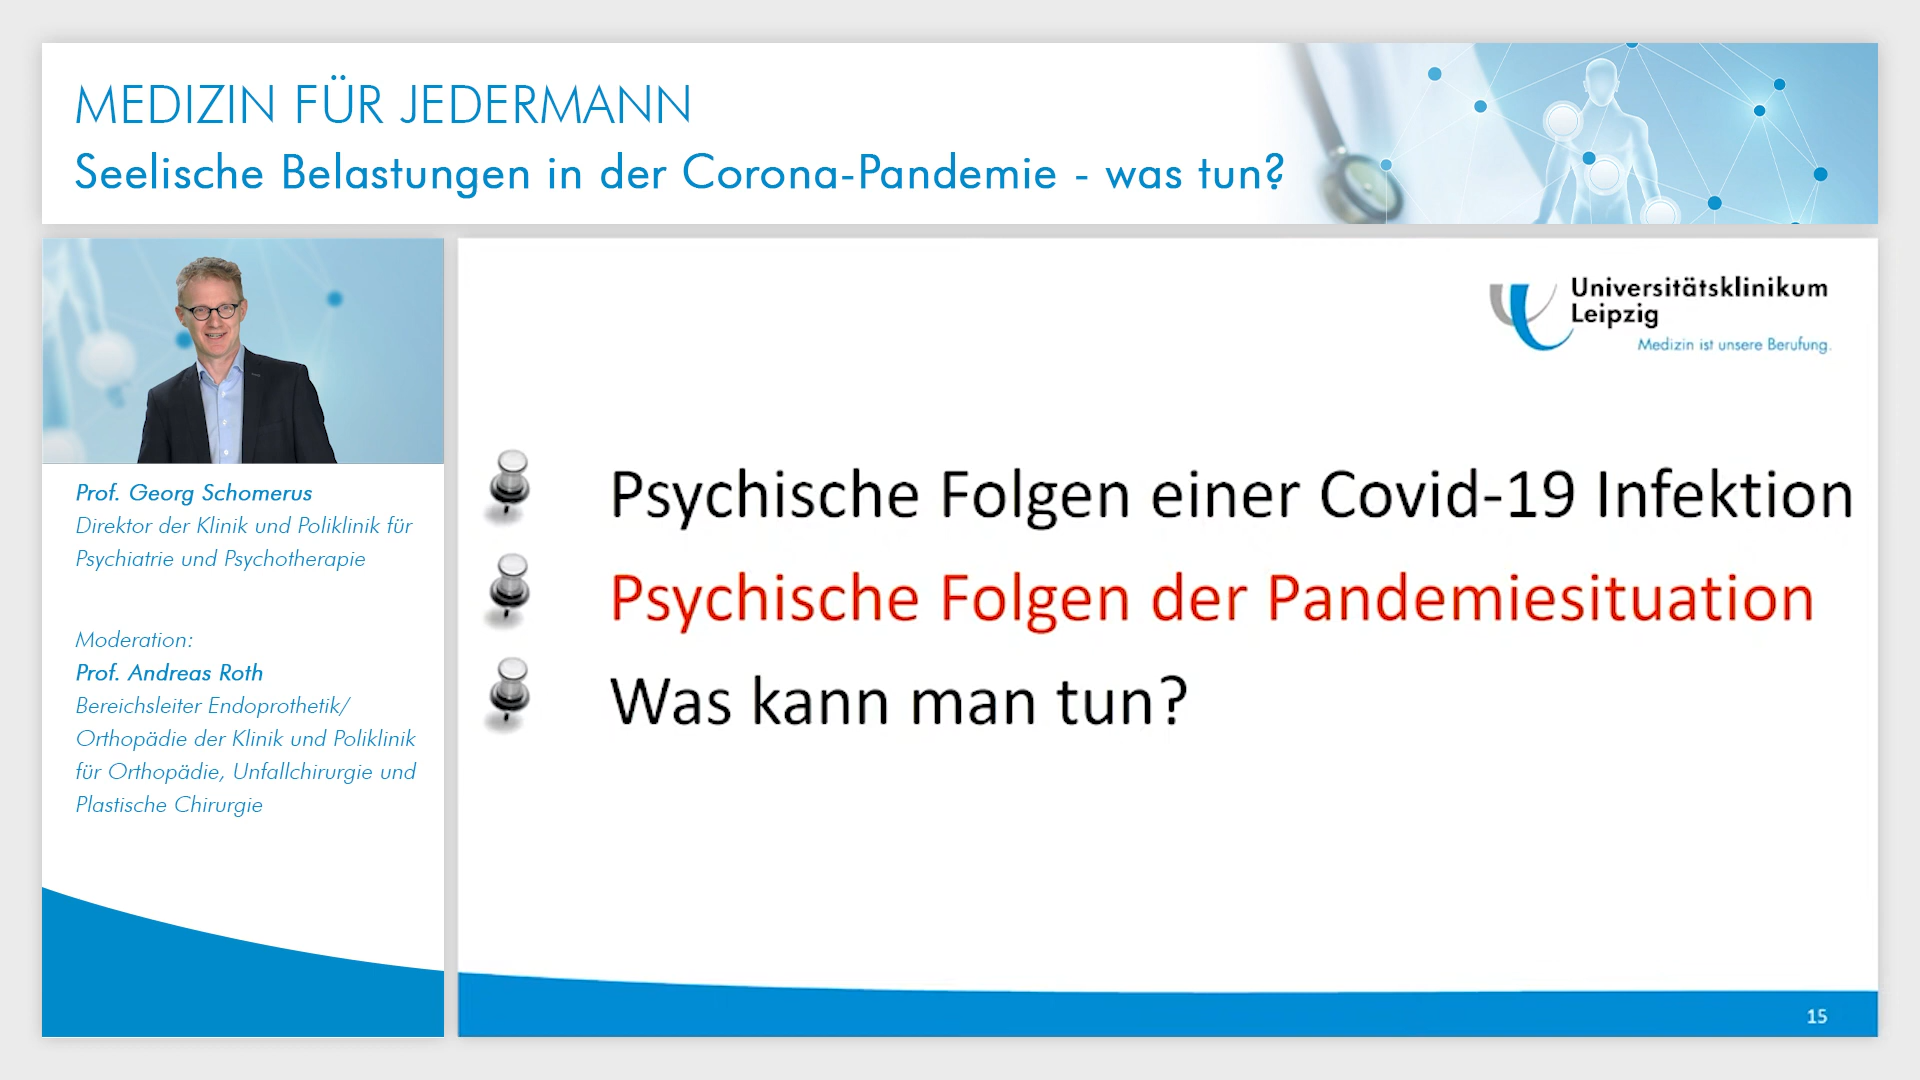 MEDIZIN FÜR JEDERMANN
Seelische Belastungen in der Corona-Pandemie - was tun?
Prof. Georg Schomerus
Direktor der Klinik und Poliklinik für
Psychiatrie und Psychotherapie
Moderation:
Prof. Andreas Roth
Bereichsleiter Endoprothetik/
Orthopädie der Klinik und Poliklinik
für Orthopädie, Unfallchirurgie und
Plastische Chirurgie
Universitätsklinikum
Leipzig
Medizin ist unsere Berufung.
Psychische Folgen einer Covid-19 Infektion
Psychische Folgen der Pandemiesituation
Was kann man tun?
15